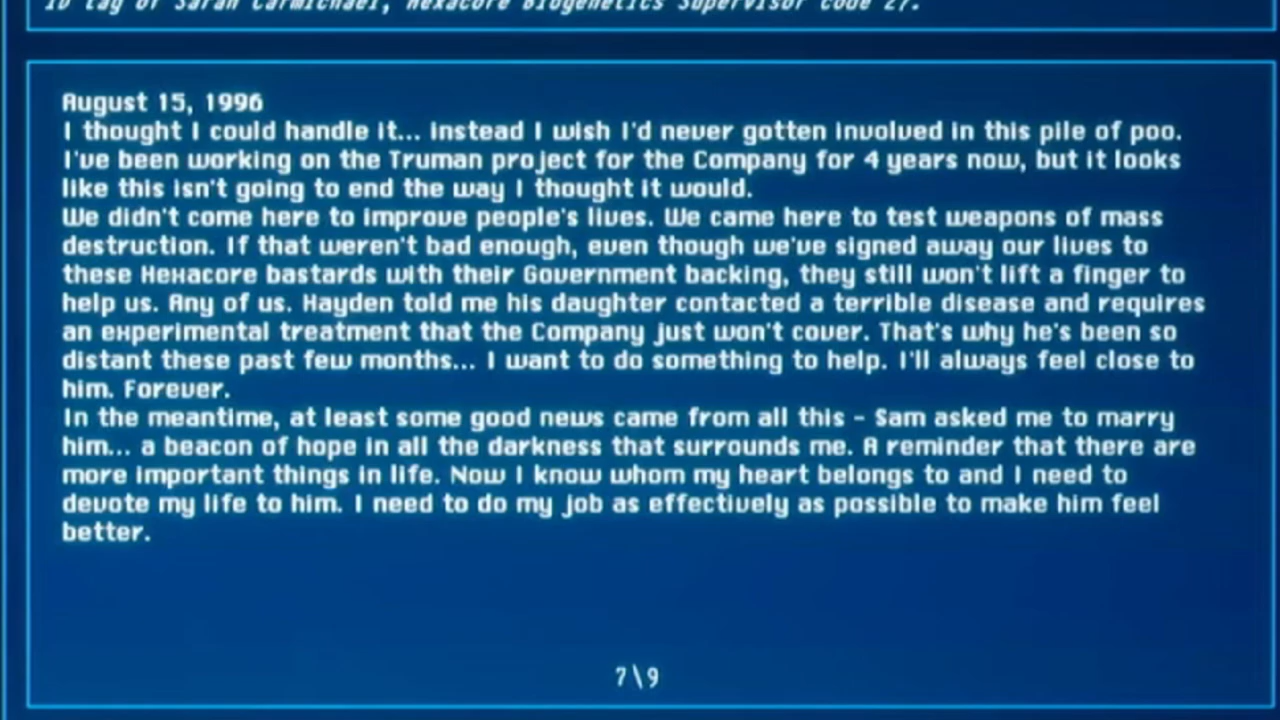 ID tag of Sarah Carmichael, Hexacore Biogenetics Supervisor code 27.
August 15, 1996
I thought I could handle it... instead I wish I'd never gotten involved in this pile of poo.
I've been working on the Truman project for the Company for 4 years now, but it looks
like this isn't going to end the way I thought it would.
We didn't come here to improve people's lives. We came here to test weapons of mass
destruction. If that weren't bad enough, even though we've signed away our lives to
these Hexacore bastards with their Government backing, they still won't lift a finger to
help us. Any of us. Hayden told me his daughter contacted a terrible disease and requires
an experimental treatment that the Company just won't cover. That's why he's been so
distant these past few months... I want to do something to help. I'll always feel close to
him. Forever.
In the meantime, at least some good news came from all this - Sam asked me to marry
him... a beacon of hope in all the darkness that surrounds me. A reminder that there are
more important things in life. Now I know whom my heart belongs to and I need to
devote my life to him. I need to do my job as effectively as possible to make him feel
better.
7\9